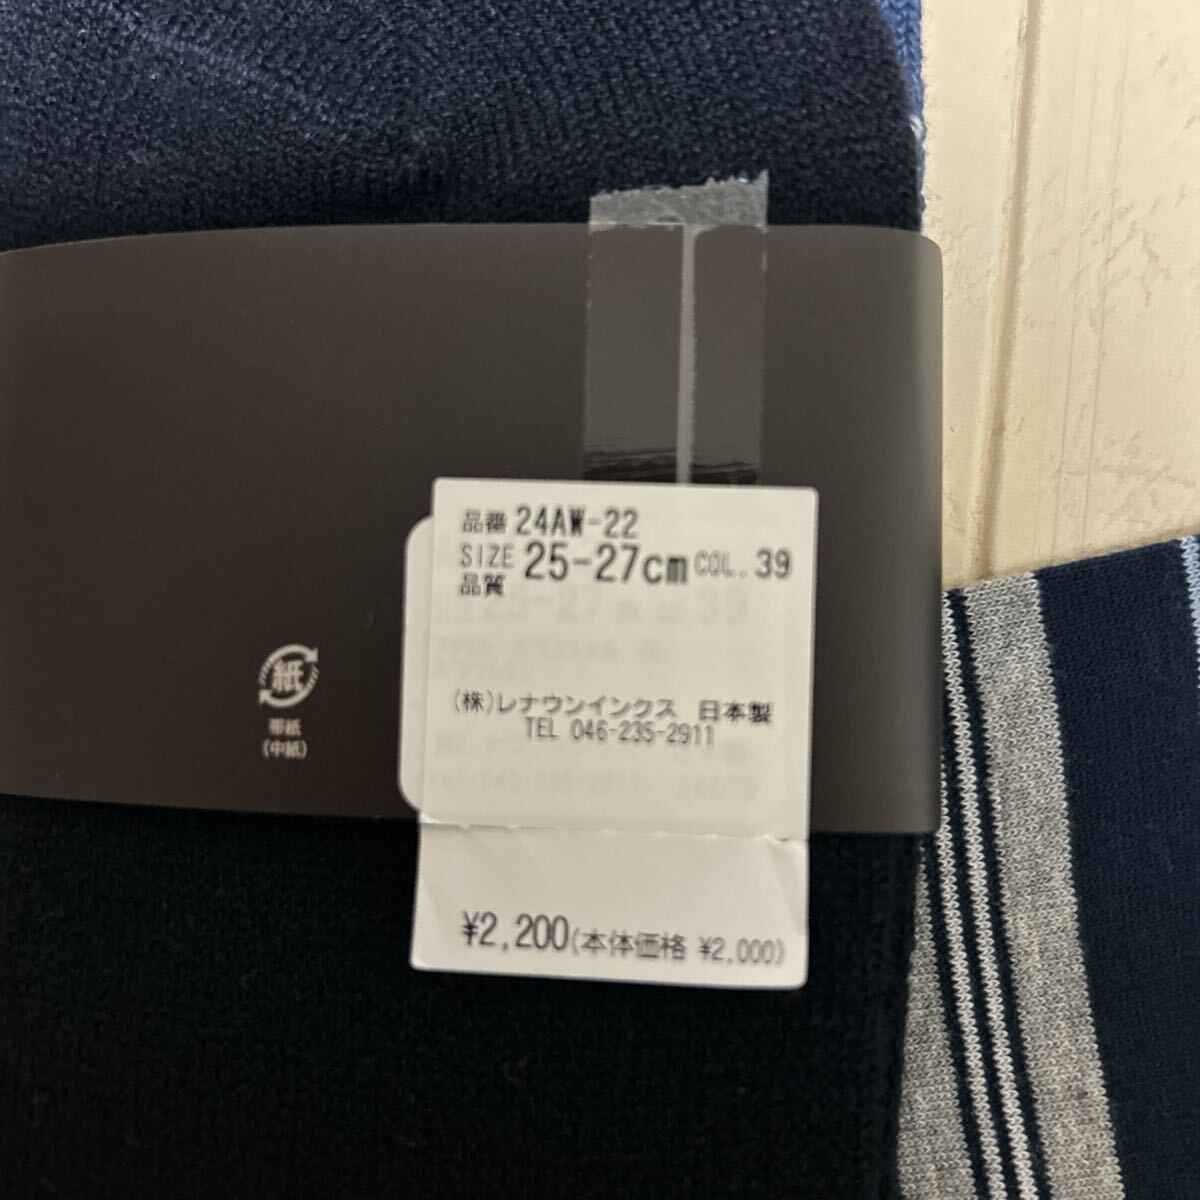 品番 24AW-22
SIZE 25-27cm COL. 39
品質
(株)レナウンインクス 日本製
TEL 046-235-2911
¥2,200(本体価格 ¥2,000)
紙
帯紙
(中紙)